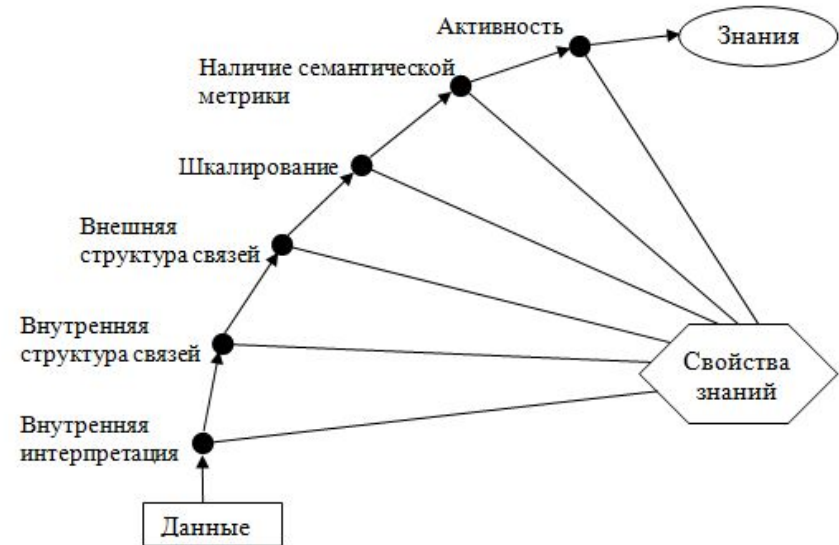 Активность
Знания
Наличие семантической
метрики
Шкалирование
Внешняя
структура связей
Внутренняя
структура связей
Свойства
знаний
Внутренняя
интерпретация
Данные